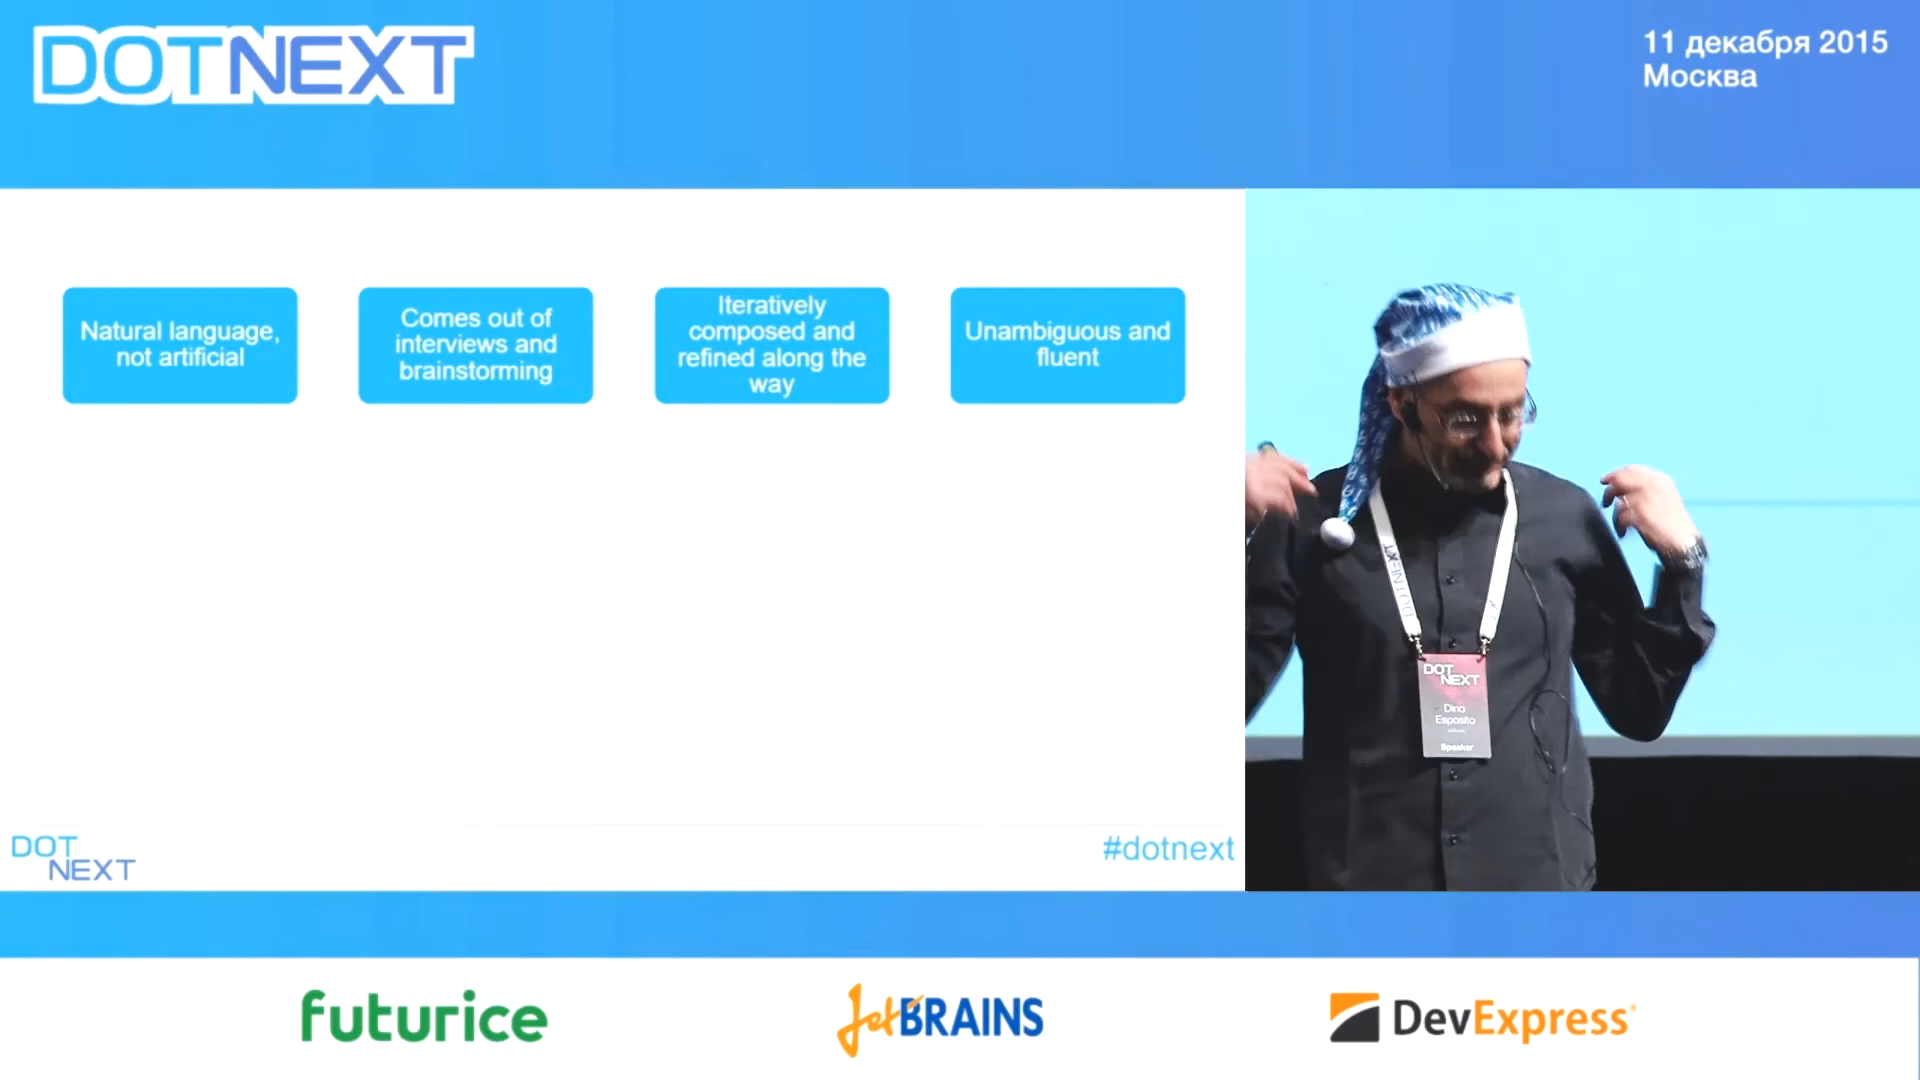 DOTNEXT
11 декабря 2015
Москва
Natural language,
not artificial
Comes out of
interviews and
brainstorming
Iteratively
composed and
refined along the
way
Unambiguous and
fluent
DOTNEXT
DOT
NEXT
Dino
Esposito
Speaker
DOT
NEXT
#dotnext
futurice
JetBRAINS
DevExpress